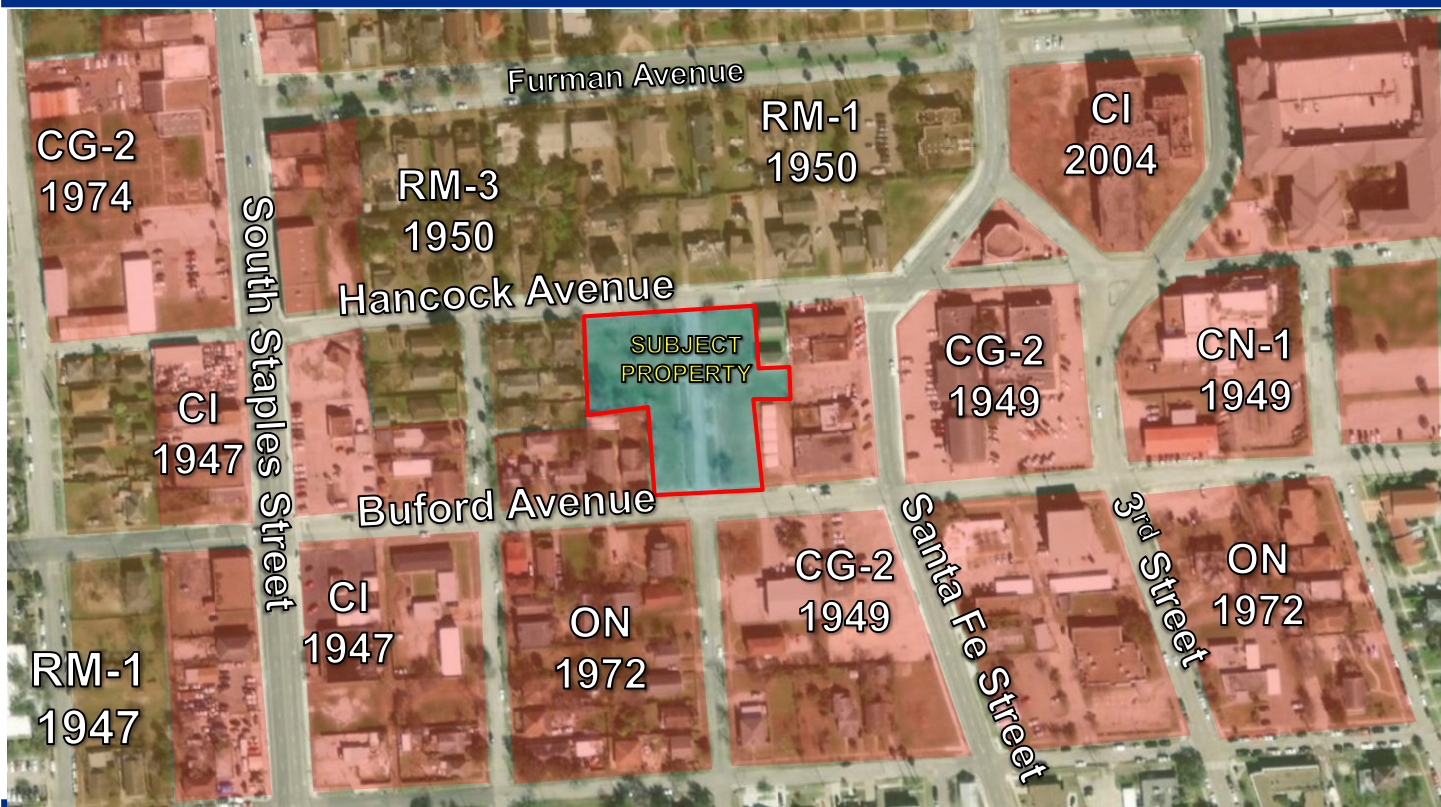 Furman Avenue
CG-2
1974
RM-3
1950
RM-1
1950
CI
2004
South Staples Street
Hancock Avenue
SUBJECT
PROPERTY
CI
1947
CG-2
1949
CN-1
1949
Buford Avenue
Santa Fe Street
3rd Street
RM-1
1947
CI
1947
ON
1972
CG-2
1949
ON
1972